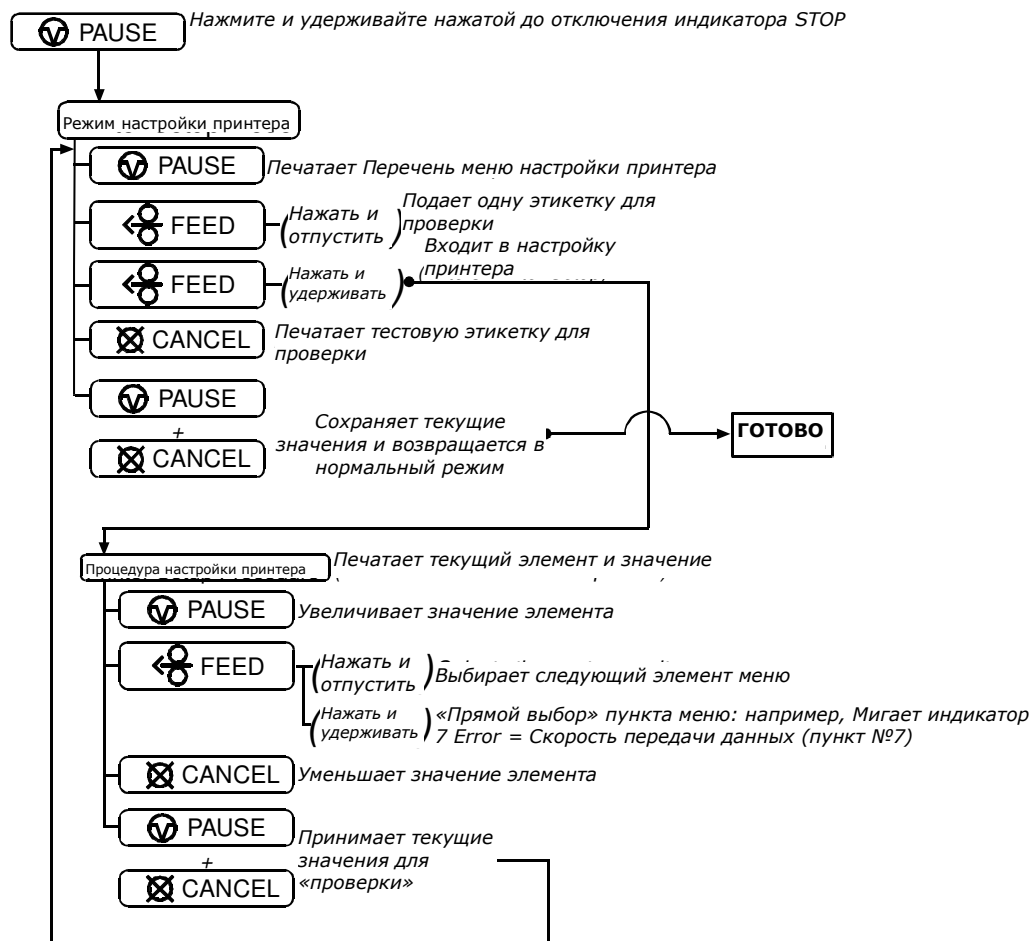 Нажмите и удерживайте нажатой до отключения индикатора STOP
PAUSE
Режим настройки принтера
PAUSE
Печатает Перечень меню настройки принтера
FEED
(Нажать и
отпустить)
Подает одну этикетку для
проверки
FEED
(Нажать и
удерживать)
Входит в настройку
принтера
CANCEL
Печатает тестовую этикетку для
проверки
PAUSE
+
CANCEL
Сохраняет текущие
значения и возвращается в
нормальный режим
ГОТОВО
Процедура настройки принтера
Печатает текущий элемент и значение
PAUSE
Увеличивает значение элемента
FEED
(Нажать и
отпустить)
Выбирает следующий элемент меню
(Нажать и
удерживать)
«Прямой выбор» пункта меню: например, Мигает индикатор
7 Error = Скорость передачи данных (пункт №7)
CANCEL
Уменьшает значение элемента
PAUSE
+
CANCEL
Принимает текущие
значения для
«проверки»